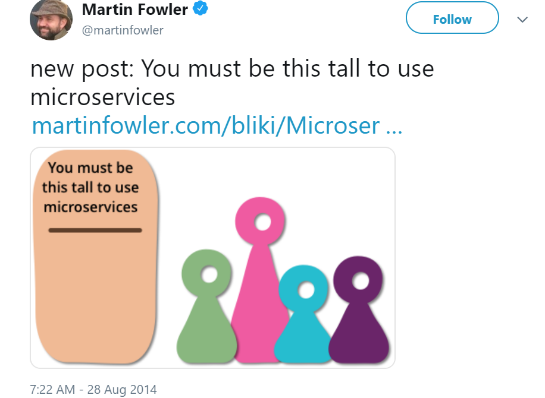 Martin Fowler
@martinfowler
Follow
new post: You must be this tall to use
microservices
martinfowler.com/bliki/Microser ...
You must be
this tall to use
microservices
7:22 AM - 28 Aug 2014